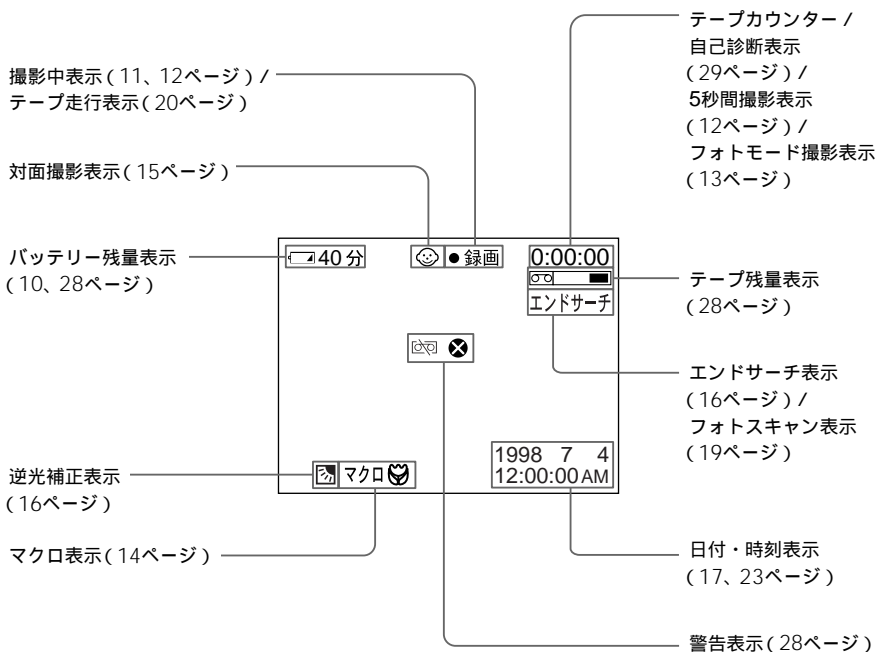 撮影中表示(11、12ページ)/
テープ走行表示(20ページ)
対面撮影表示(15ページ)
バッテリー残量表示
(10、28ページ)
逆光補正表示
(16ページ)
マクロ表示(14ページ)
40分
●録画
0:00:00
エンドサーチ
マクロ
1998 7 4
12:00:00AM
テープカウンター/
自己診断表示
(29ページ)/
5秒間撮影表示
(12ページ)/
フォトモード撮影表示
(13ページ)
テープ残量表示
(28ページ)
エンドサーチ表示
(16ページ)/
フォトスキャン表示
(19ページ)
日付・時刻表示
(17、23ページ)
警告表示(28ページ)